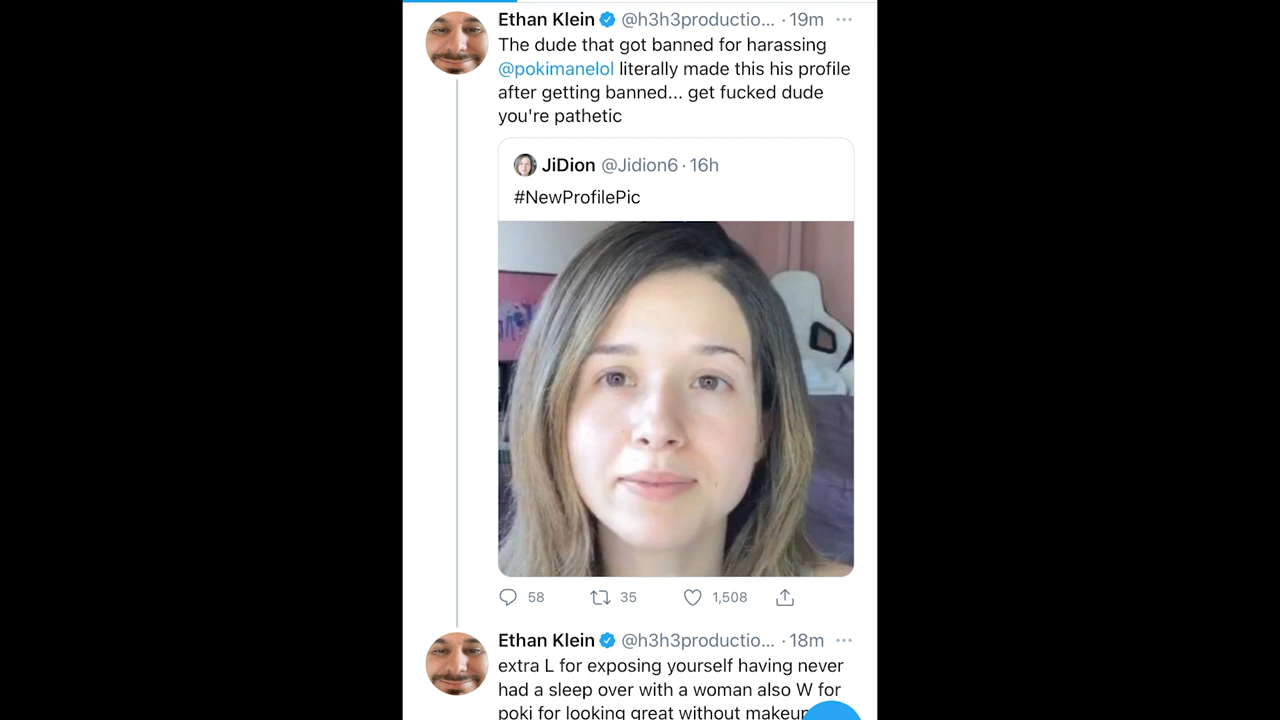 Ethan Klein @h3h3productio... · 19m
The dude that got banned for harassing
@pokimanelol literally made this his profile
after getting banned... get fucked dude
you're pathetic
JiDion @Jidion6 · 16h
#NewProfilePic
58 35 1,508
Ethan Klein @h3h3productio... · 18m
extra L for exposing yourself having never
had a sleep over with a woman also W for
poki for looking great without makeup